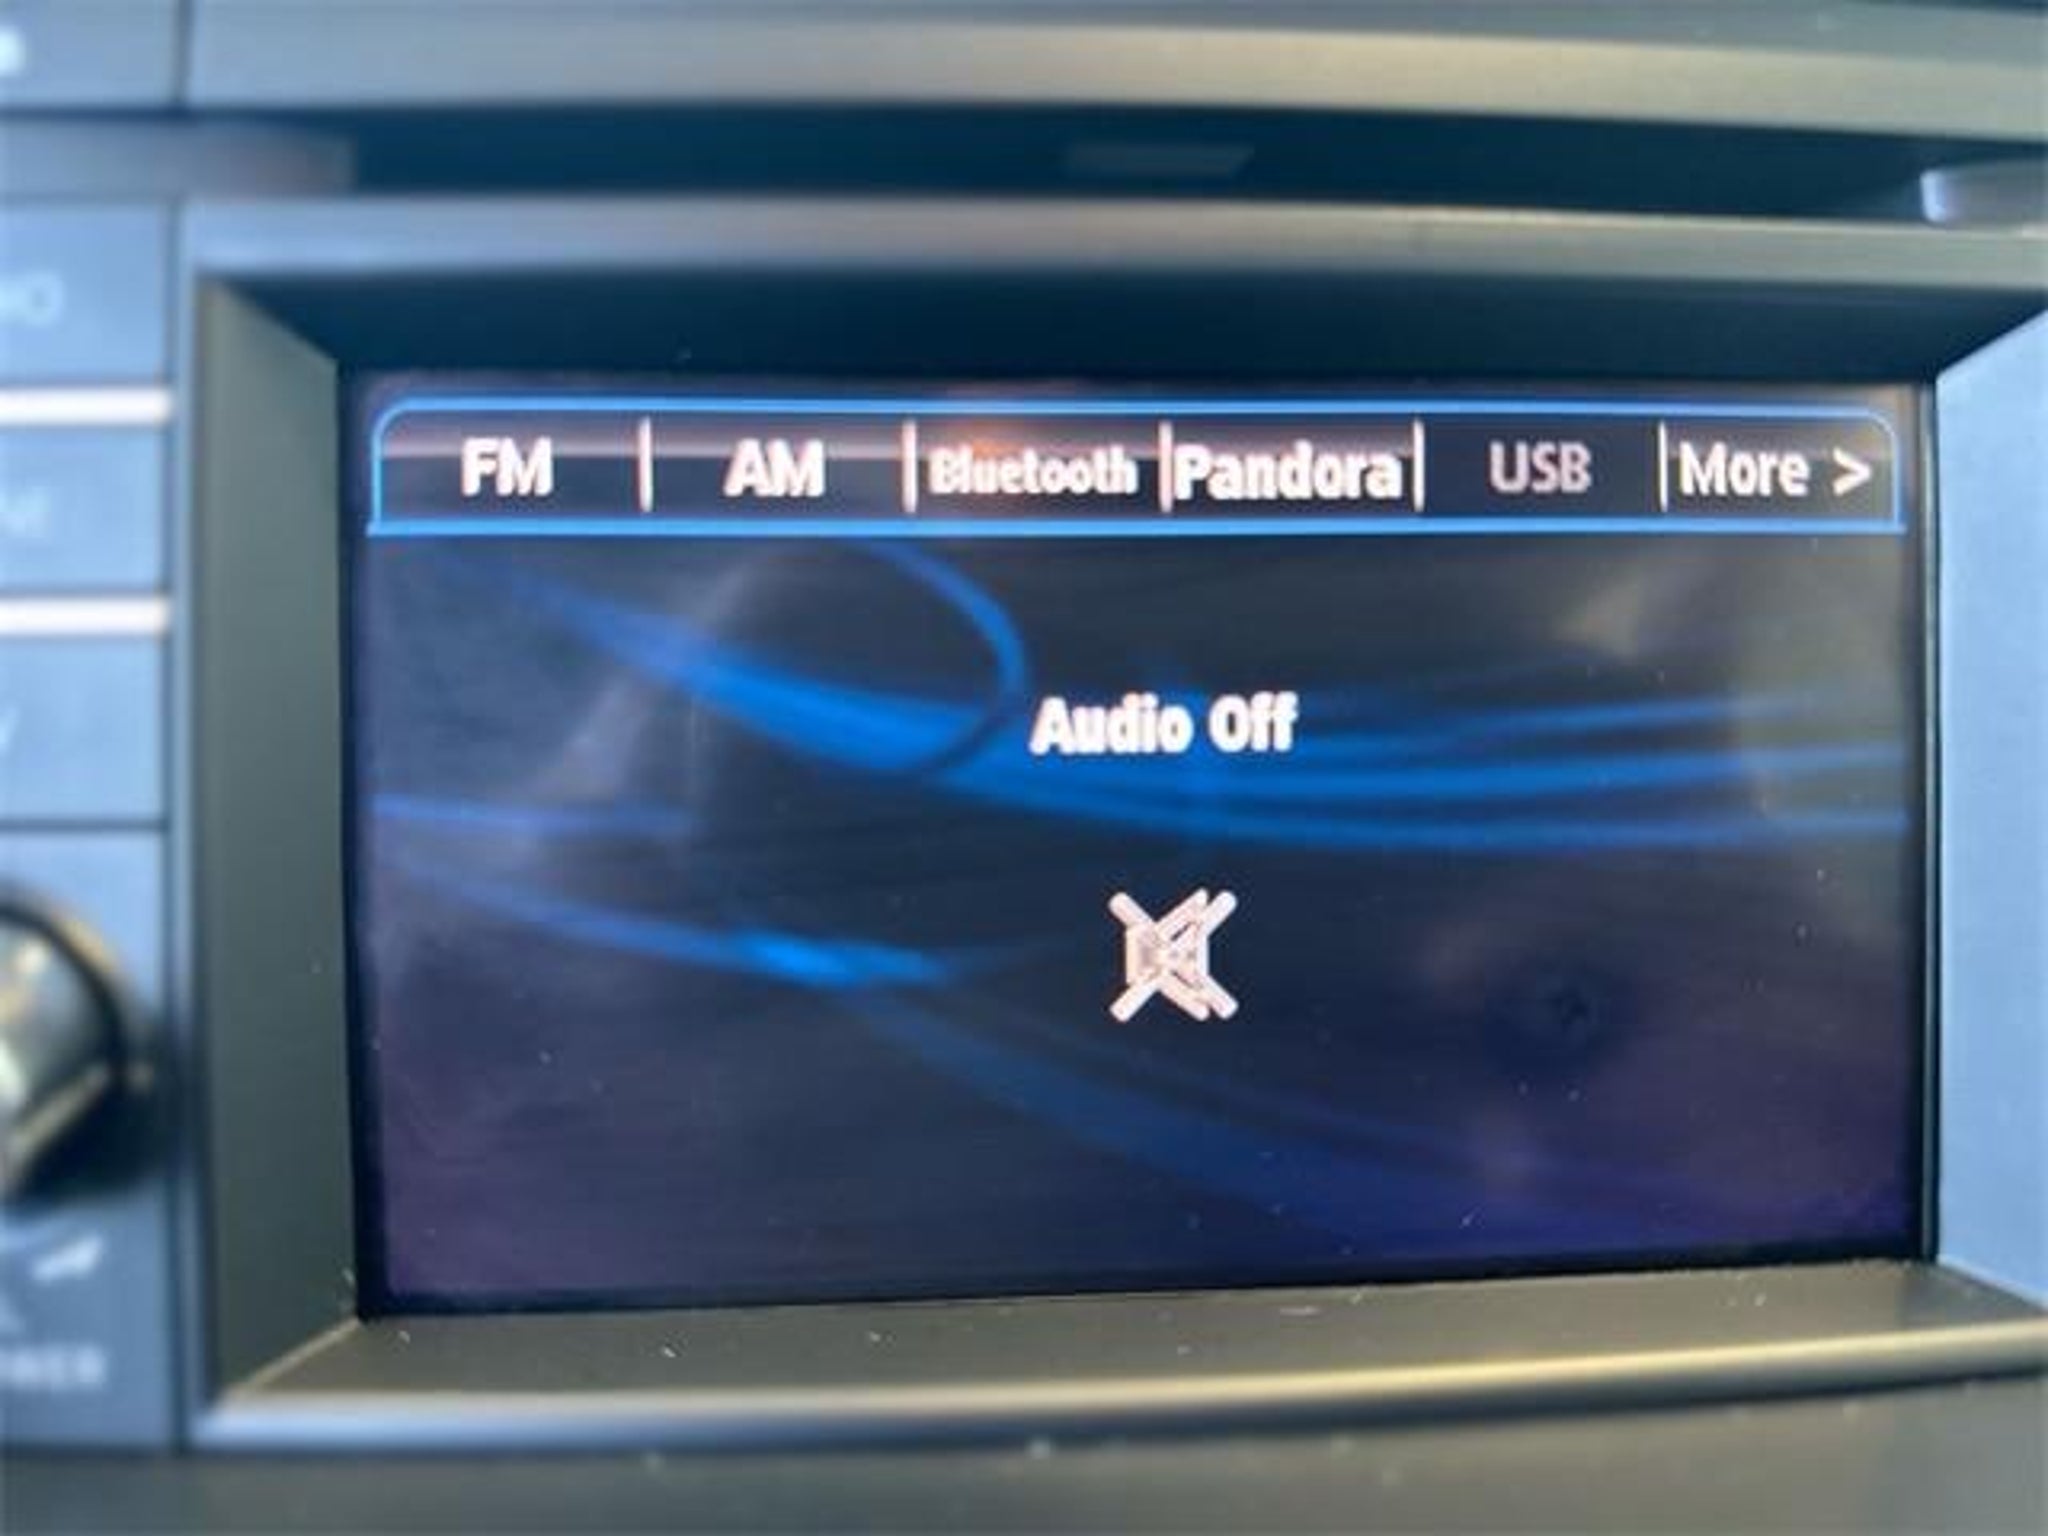 FM AM Bluetooth Pandora USB More >
Audio Off